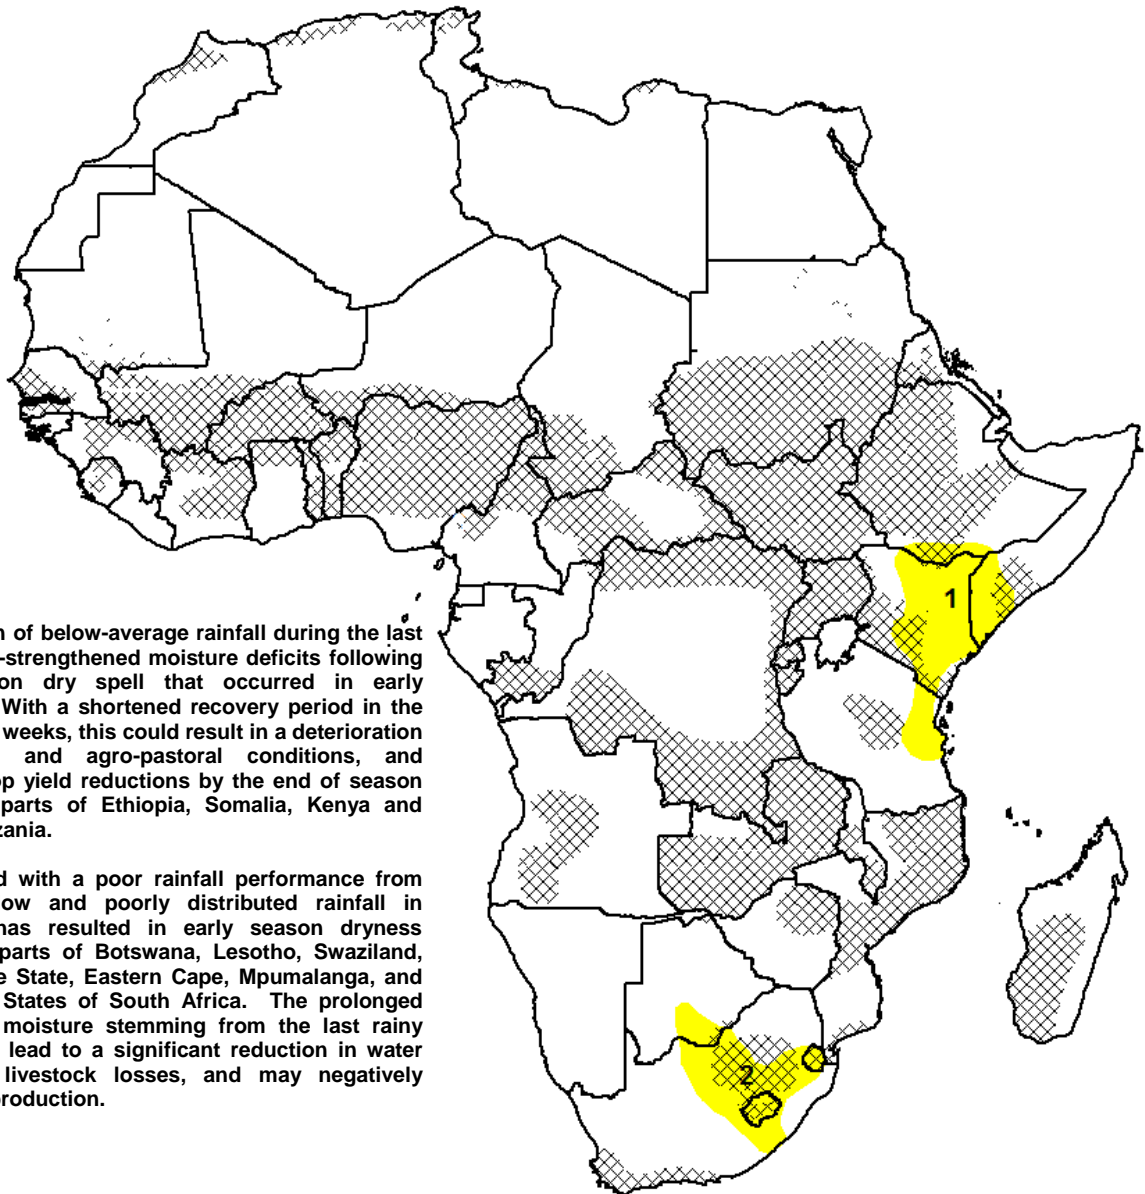 n of below-average rainfall during the last
-strengthened moisture deficits following
on dry spell that occurred in early
With a shortened recovery period in the
weeks, this could result in a deterioration
and agro-pastoral conditions, and
op yield reductions by the end of season
parts of Ethiopia, Somalia, Kenya and
zania.
d with a poor rainfall performance from
low and poorly distributed rainfall in
has resulted in early season dryness
parts of Botswana, Lesotho, Swaziland,
e State, Eastern Cape, Mpumalanga, and
States of South Africa. The prolonged
moisture stemming from the last rainy
lead to a significant reduction in water
livestock losses, and may negatively
production.
1
2